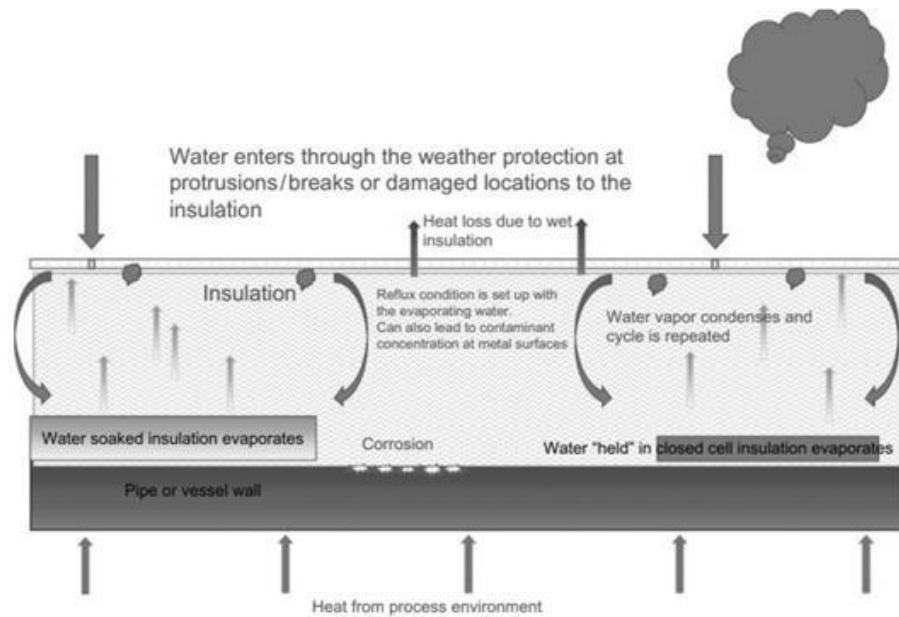 Water enters through the weather protection at
protrusions/breaks or damaged locations to the
insulation
Heat loss due to wet
insulation
Insulation
Reflux condition is set up with
the evaporating water.
Can also lead to contaminant
concentration at metal surfaces
Water vapor condenses and
cycle is repeated
Water soaked insulation evaporates
Corrosion
Water "held" in closed cell insulation evaporates
Pipe or vessel wall
Heat from process environment